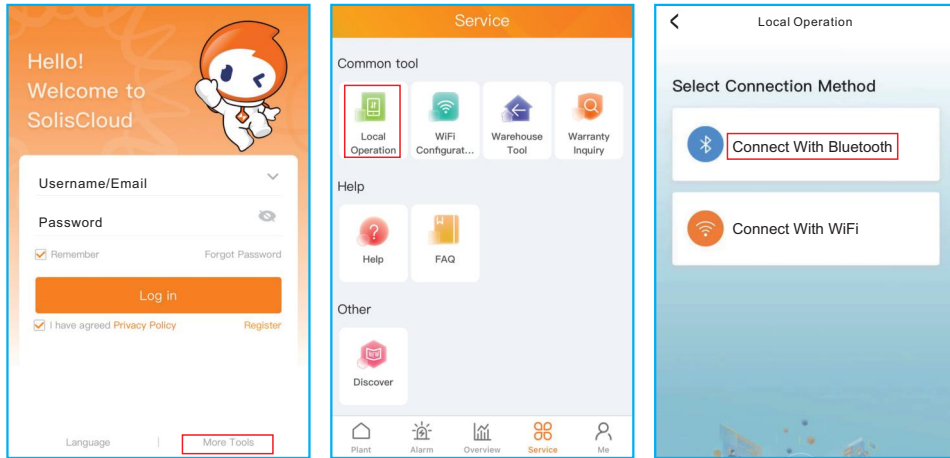 Hello!
Welcome to
SolisCloud
Username/Email
Password
Remember
Forgot Password
Log in
I have agreed Privacy Policy
Register
Language
More Tools
Service
Common tool
Local
Operation
WiFi
Configurat...
Warehouse
Tool
Warranty
Inquiry
Help
Help
FAQ
Other
NEW
Discover
Plant
Alarm
Overview
Service
Me
Local Operation
Select Connection Method
Connect With Bluetooth
Connect With WiFi